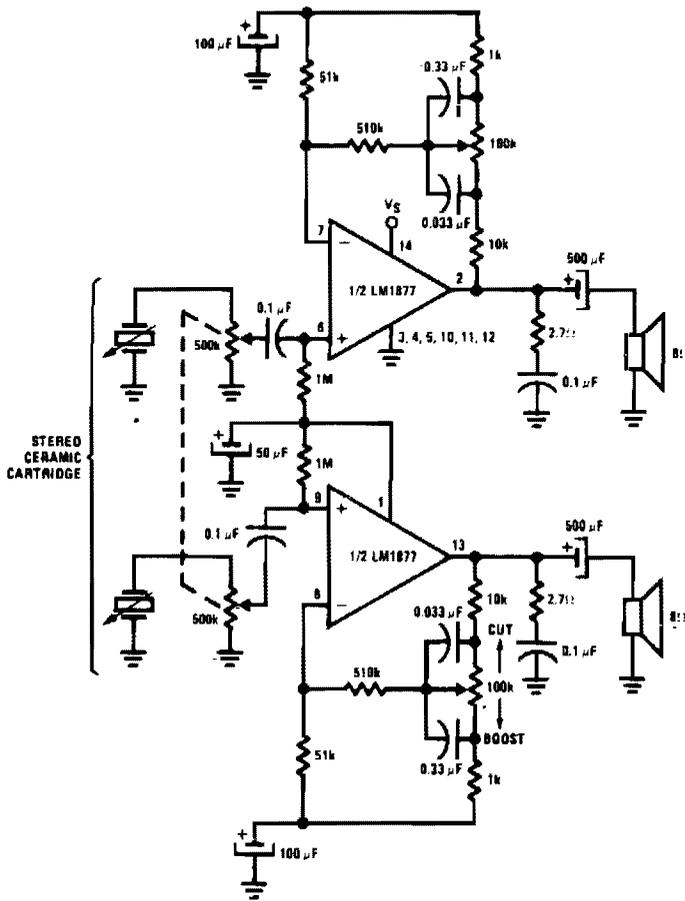 100 μF
+
51k
0.33 μF
1k
510k
100k
0.033 μF
10k
V_S
7
−
14
1/2 LM1877
2
500 μF
+
0.1 μF
500k
6
+
3, 4, 5, 10, 11, 12
2.7Ω
0.1 μF
1M
+
50 μF
1M
STEREO
CERAMIC
CARTRIDGE
9
+
1
0.1 μF
1/2 LM1877
13
500 μF
+
8
−
500k
0.033 μF
10k
CUT
2.7Ω
0.1 μF
510k
100k
BOOST
51k
0.33 μF
1k
+
100 μF